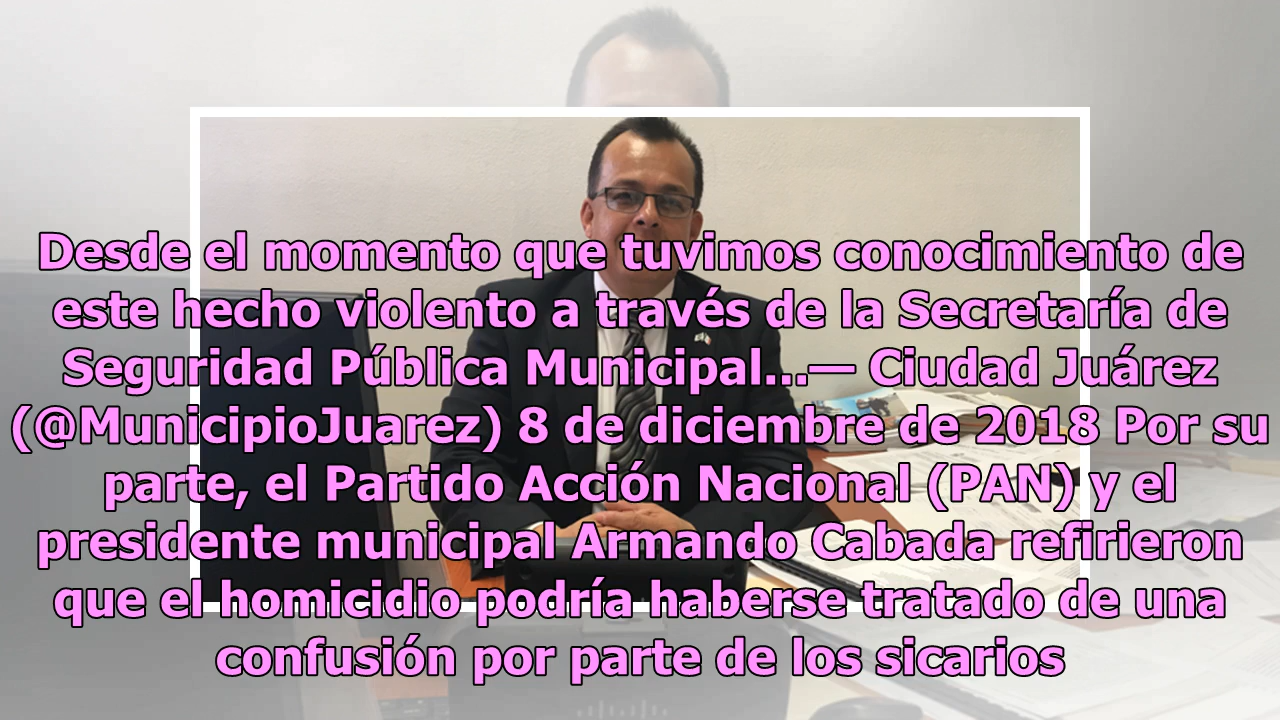 Desde el momento que tuvimos conocimiento de
este hecho violento a través de la Secretaría de
Seguridad Pública Municipal...— Ciudad Juárez
(@MunicipioJuarez) 8 de diciembre de 2018 Por su
parte, el Partido Acción Nacional (PAN) y el
presidente municipal Armando Cabada refirieron
que el homicidio podría haberse tratado de una
confusión por parte de los sicarios